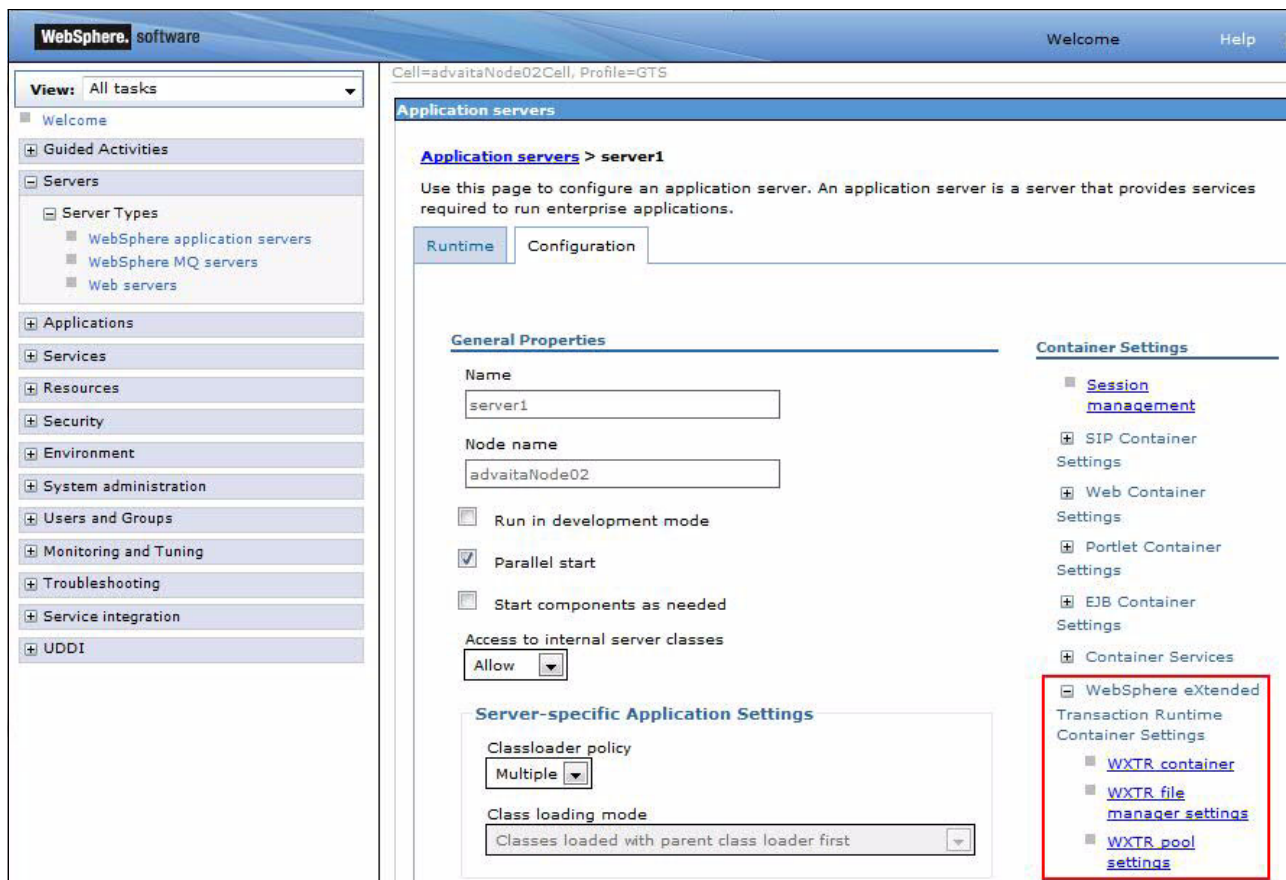 WebSphere. software
Welcome
Help
View: All tasks
Welcome
Guided Activities
Servers
Server Types
WebSphere application servers
WebSphere MQ servers
Web servers
Applications
Services
Resources
Security
Environment
System administration
Users and Groups
Monitoring and Tuning
Troubleshooting
Service integration
UDDI
Cell=advaitaNode02Cell, Profile=GTS
Application servers
Application servers > server1
Use this page to configure an application server. An application server is a server that provides services
required to run enterprise applications.
Runtime
Configuration
General Properties
Name
server1
Node name
advaitaNode02
Run in development mode
Parallel start
Start components as needed
Access to internal server classes
Allow
Server-specific Application Settings
Classloader policy
Multiple
Class loading mode
Classes loaded with parent class loader first
Container Settings
Session
management
SIP Container
Settings
Web Container
Settings
Portlet Container
Settings
EJB Container
Settings
Container Services
WebSphere eXtended
Transaction Runtime
Container Settings
WXTR container
WXTR file
manager settings
WXTR pool
settings